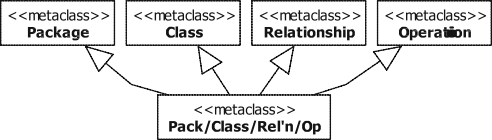 <<metaclass>> <<metaclass>> <<metaclass>> <<metaclass>>
Package Class Relationship Operation
<<metaclass>>
Pack/Class/Rel'n/Op